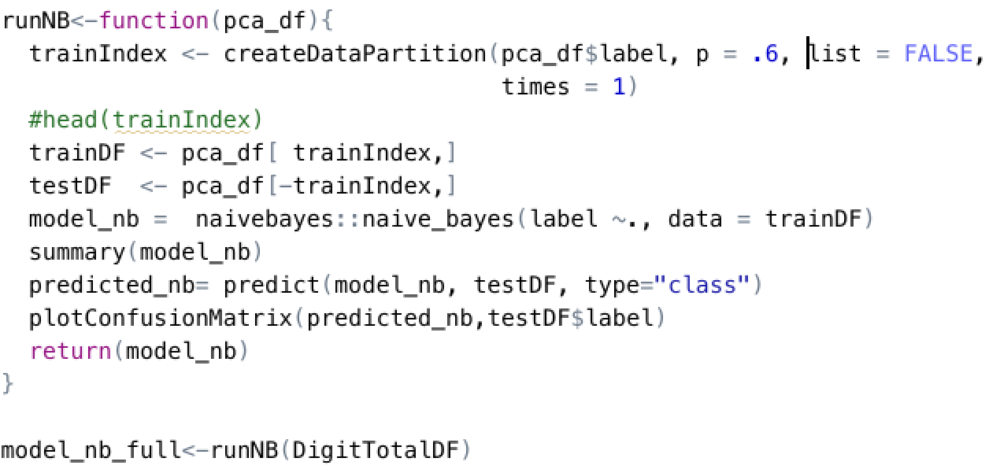 runNB<-function(pca_df){
  trainIndex <- createDataPartition(pca_df$label, p = .6, list = FALSE,
                                    times = 1)
  #head(trainIndex)
  trainDF <- pca_df[ trainIndex,]
  testDF  <- pca_df[-trainIndex,]
  model_nb =  naivebayes::naive_bayes(label ~., data = trainDF)
  summary(model_nb)
  predicted_nb= predict(model_nb, testDF, type="class")
  plotConfusionMatrix(predicted_nb,testDF$label)
  return(model_nb)
}

model_nb_full<-runNB(DigitTotalDF)